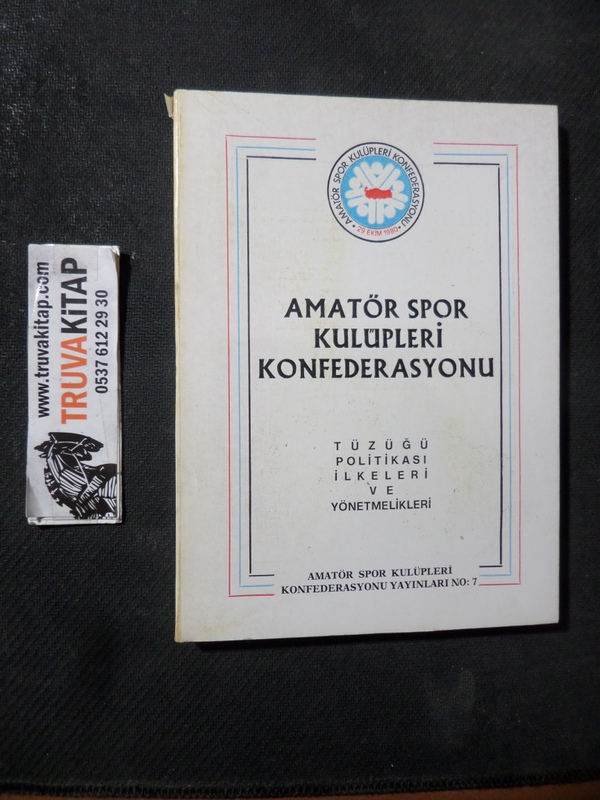 www.truvakitap.com
TRUVAKİTAP
0537 612 29 30
AMATÖR SPOR KULÜPLERİ KONFEDERASYONU
• 29 EKİM 1980 •
AMATÖR SPOR
KULÜPLERİ
KONFEDERASYONU
TÜZÜĞÜ
POLİTİKASI
İLKELERİ
VE
YÖNETMELİKLERİ
AMATÖR SPOR KULÜPLERİ
KONFEDERASYONU YAYINLARI NO: 7